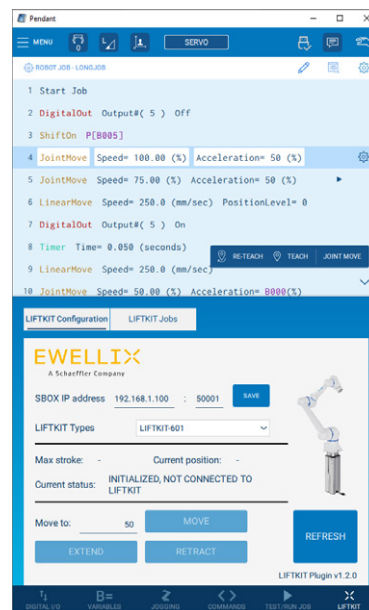 Pendant
MENU
SERVO
ROBOT JOB - LONGJOB
1 Start Job
2 DigitalOut Output#( 5 ) Off
3 ShiftOn P[B005]
4 JointMove Speed= 100.00 (%) Acceleration= 50 (%)
5 JointMove Speed= 75.00 (%) Acceleration= 50 (%)
6 LinearMove Speed= 250.0 (mm/sec) PositionLevel= 0
7 DigitalOut Output#( 5 ) On
8 Timer Time= 0.050 (seconds)
RE-TEACH TEACH JOINT MOVE
9 LinearMove Speed= 250.0 (mm/sec)
10 JointMove Speed= 50.00 (%) Acceleration= B000(%)
LIFTKIT Configuration LIFTKIT Jobs
EWELLIX
A Schaeffler Company
SBOX IP address 192.168.1.100 : 50001 SAVE
LIFTKIT Types LIFTKIT-601
Max stroke: - Current position: -
Current status: INITIALIZED, NOT CONNECTED TO
LIFTKIT
Move to: 50 MOVE
REFRESH
EXTEND RETRACT
LIFTKIT Plugin v1.2.0
B=
DIGITAL I/O VARIABLES JOGGING COMMANDS TEST/RUN JOB LIFTKIT